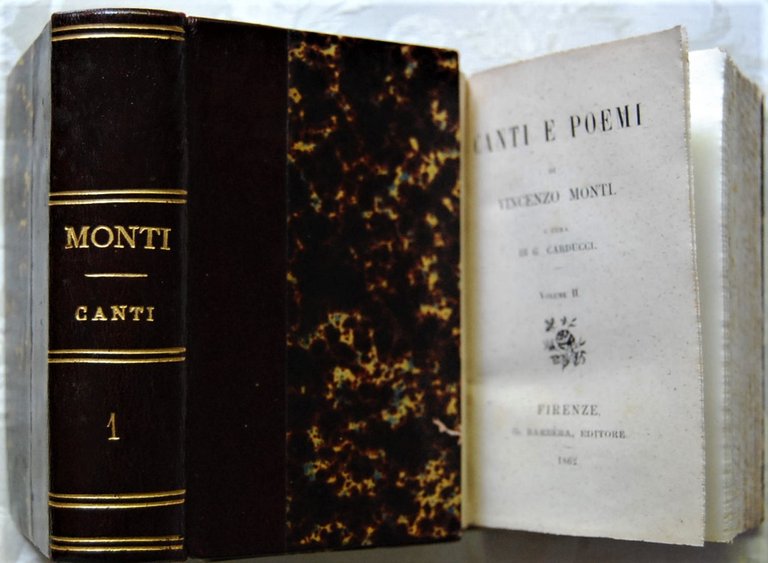 MONTI
CANTI
1
CANTI E POEMI
DI
VINCENZO MONTI.
A CURA
DI G. CARDUCCI.
VOLUME II
FIRENZE,
G. BARBÈRA, EDITORE
1862